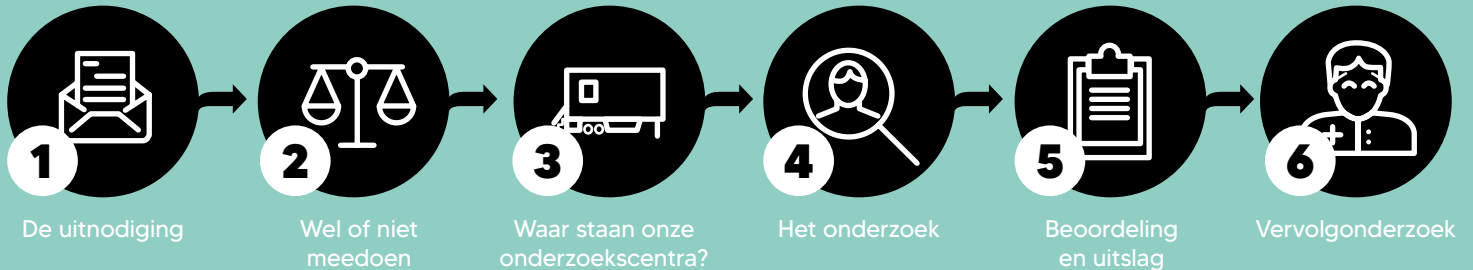 1
De uitnodiging
2
Wel of niet
meedoen
3
Waar staan onze
onderzoekscentra?
4
Het onderzoek
5
Beoordeling
en uitslag
6
Vervolgonderzoek